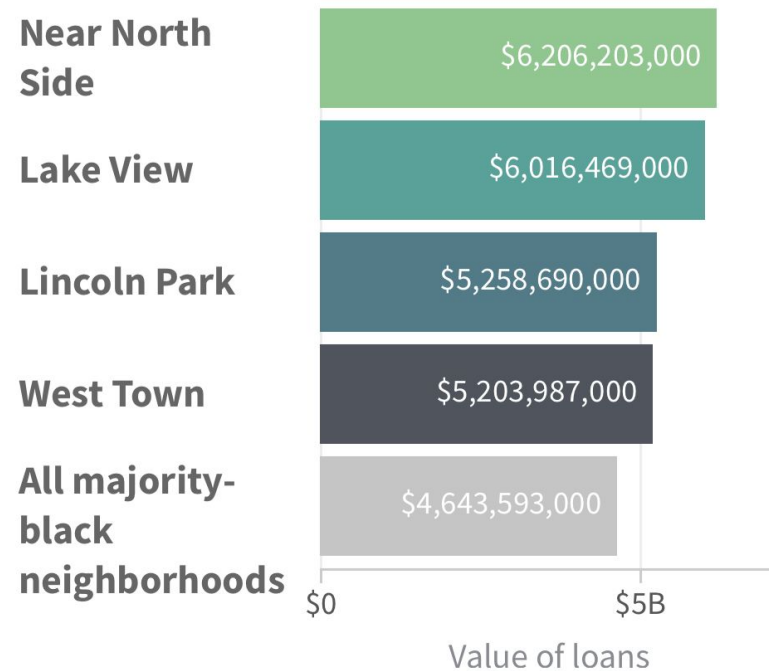 Near North
Side
$6,206,203,000
Lake View
$6,016,469,000
Lincoln Park
$5,258,690,000
West Town
$5,203,987,000
All majority-
black
neighborhoods
$4,643,593,000
$0
$5B
Value of loans